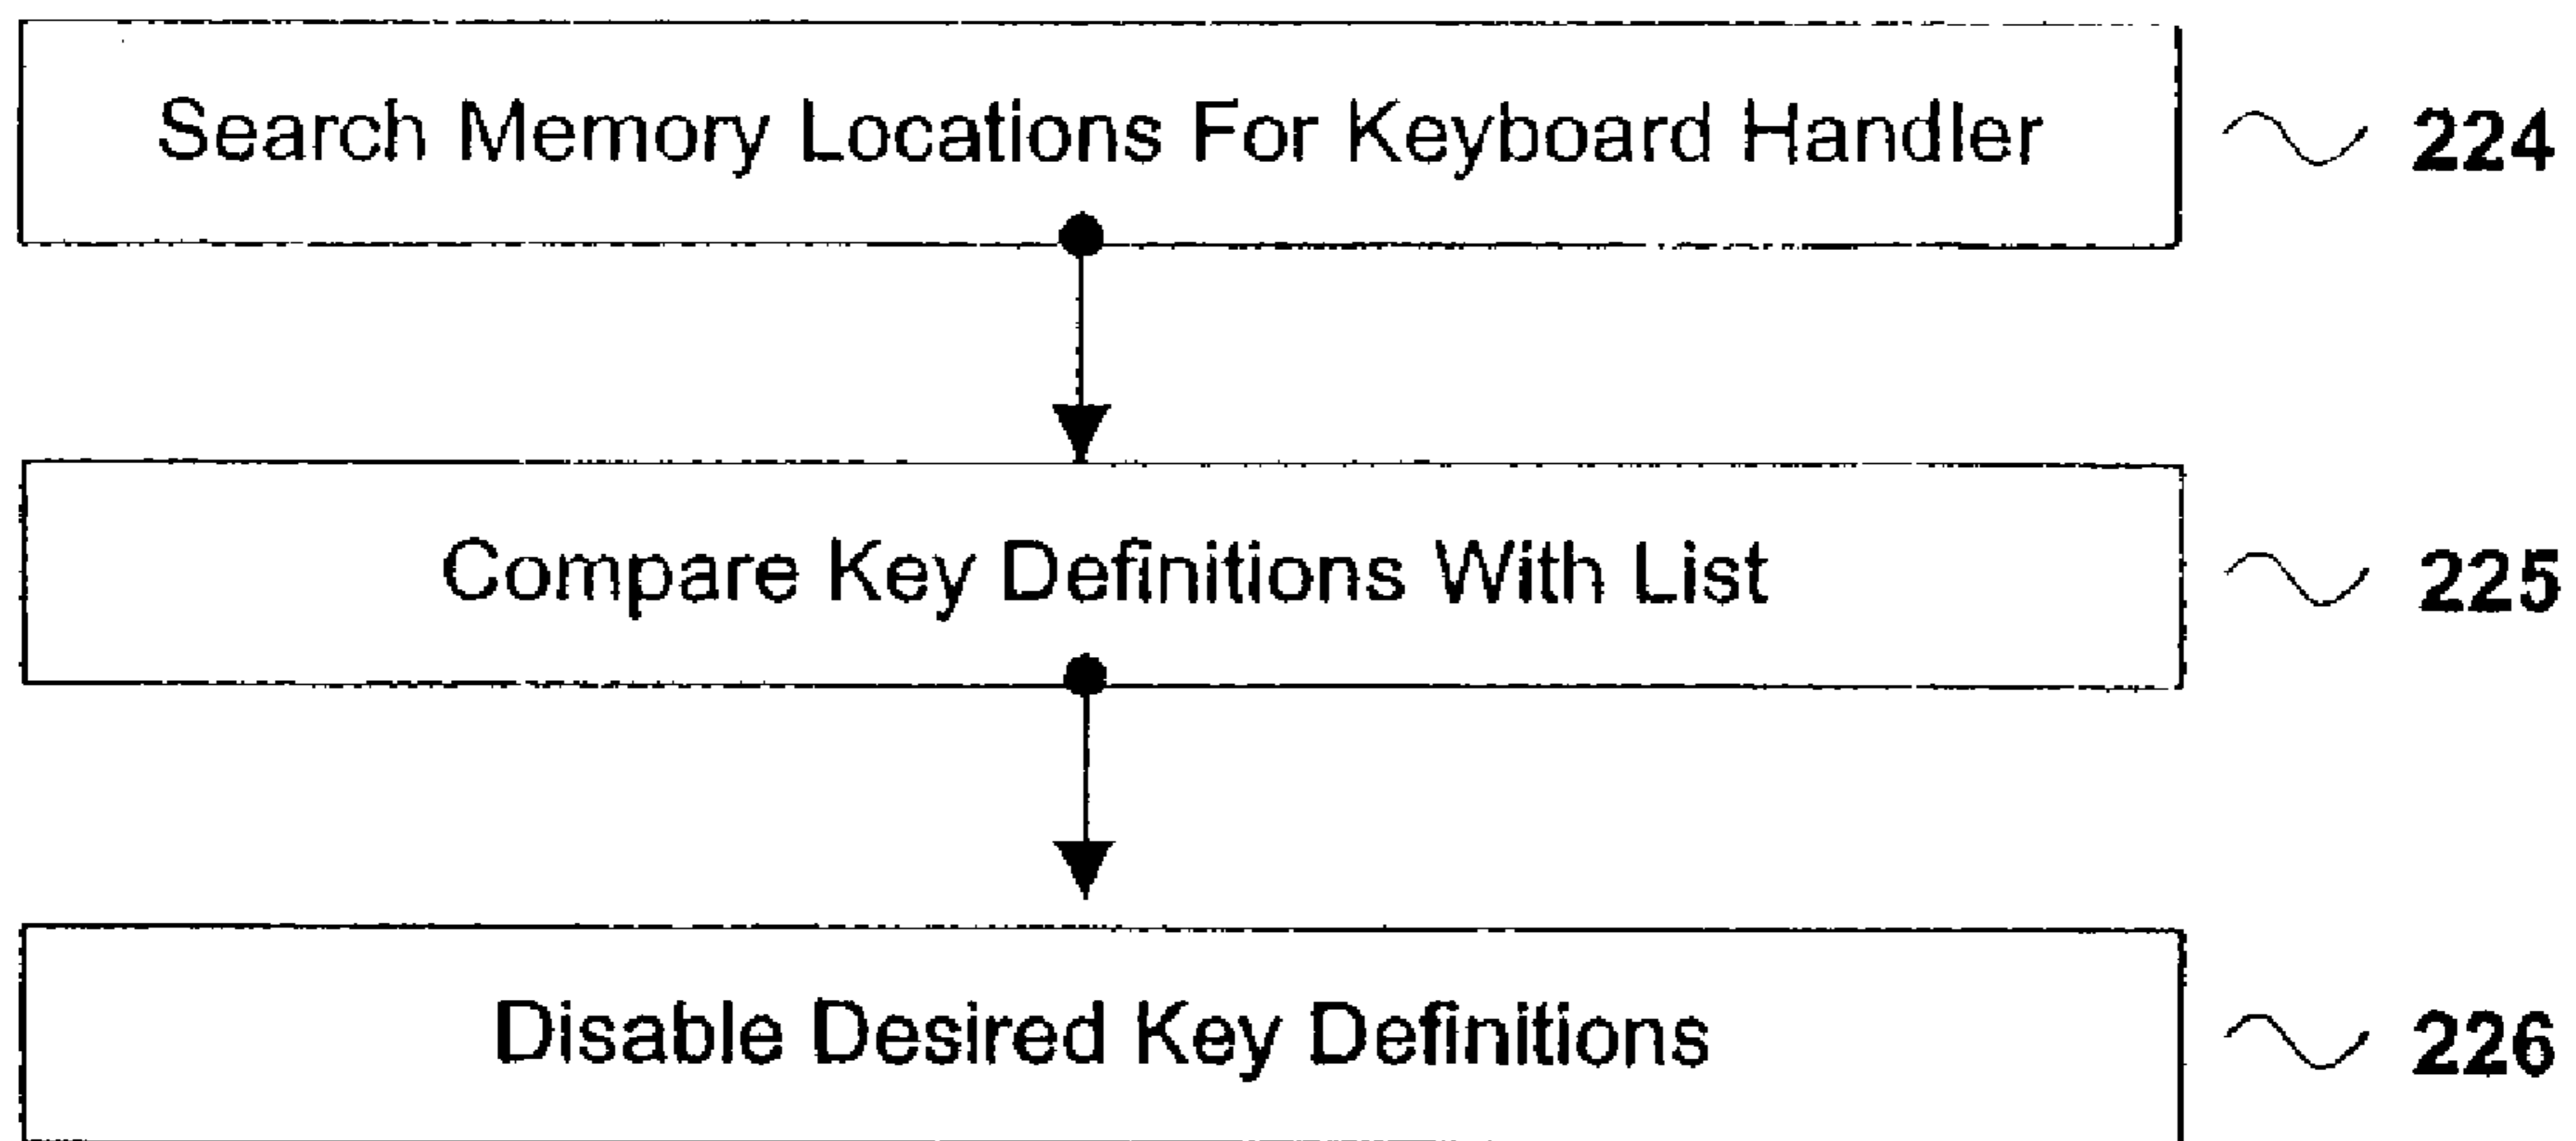 Search Memory Locations For Keyboard Handler 224
Compare Key Definitions With List 225
Disable Desired Key Definitions 226